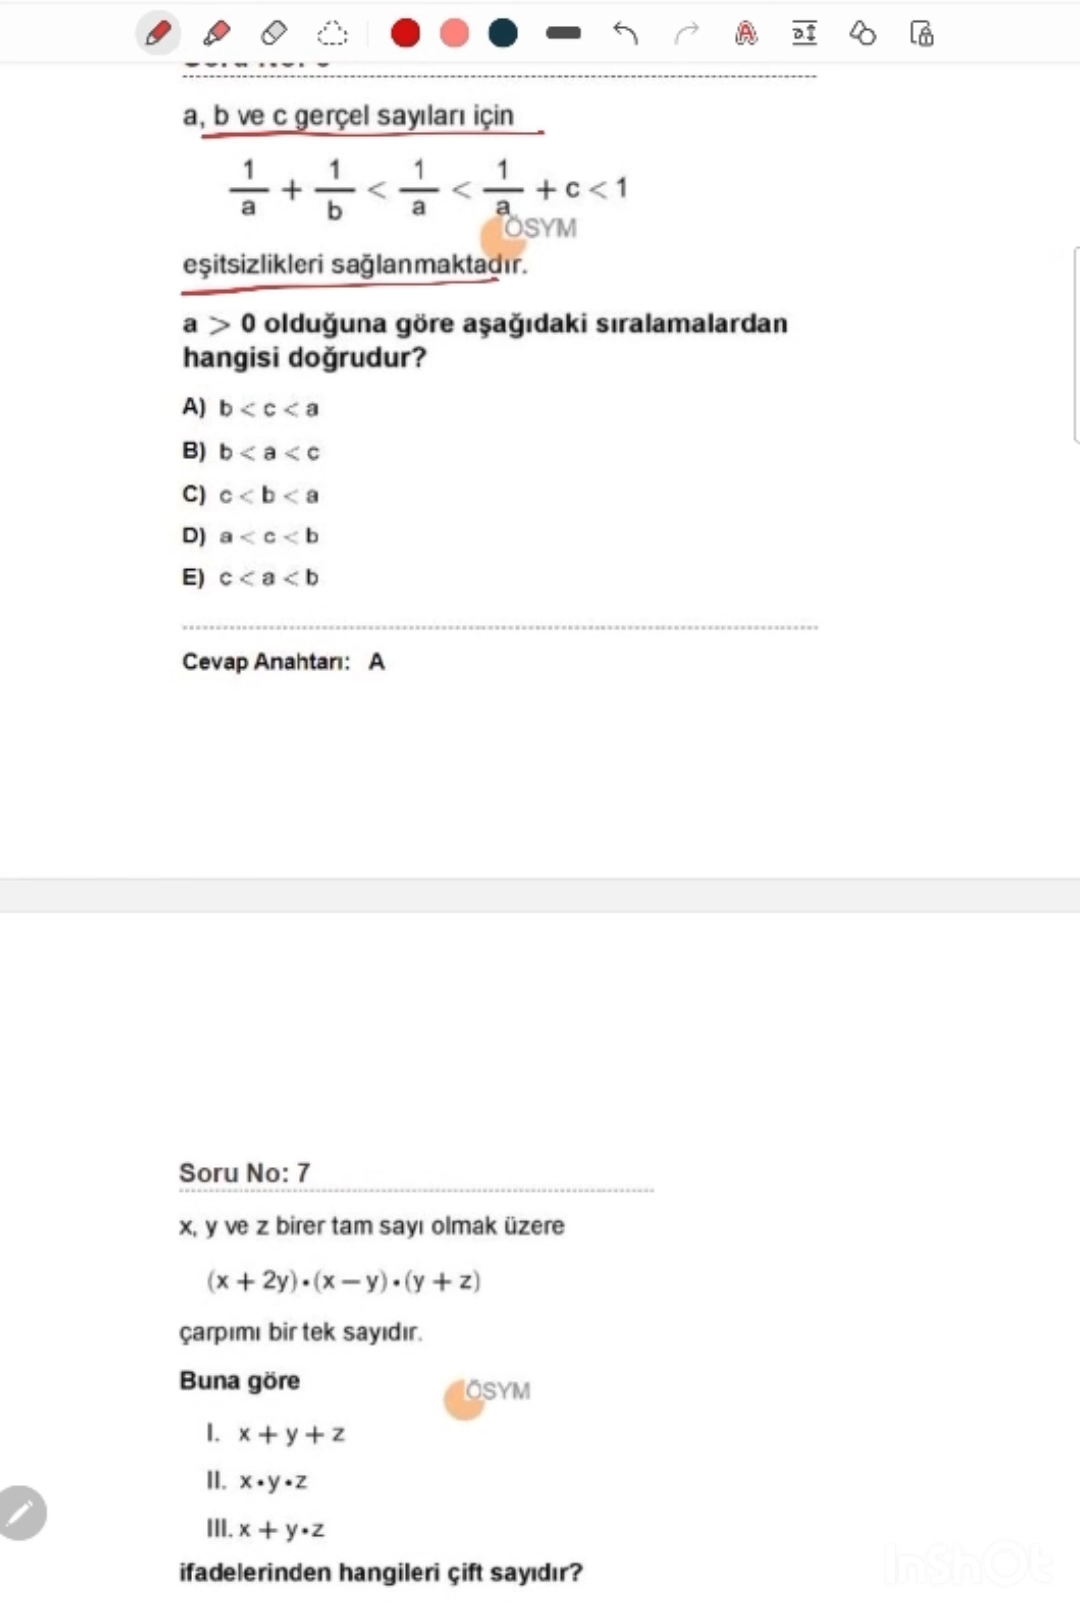 a, b ve c gerçel sayıları için
1/a + 1/b < 1/a < 1/a + c < 1
ÖSYM
eşitsizlikleri sağlanmaktadır.
a > 0 olduğuna göre aşağıdaki sıralamalardan
hangisi doğrudur?
A) b < c < a
B) b < a < c
C) c < b < a
D) a < c < b
E) c < a < b
Cevap Anahtarı: A
Soru No: 7
x, y ve z birer tam sayı olmak üzere
(x + 2y)•(x − y)•(y + z)
çarpımı bir tek sayıdır.
Buna göre
ÖSYM
I. x + y + z
II. x•y•z
III. x + y•z
ifadelerinden hangileri çift sayıdır?
InShOt